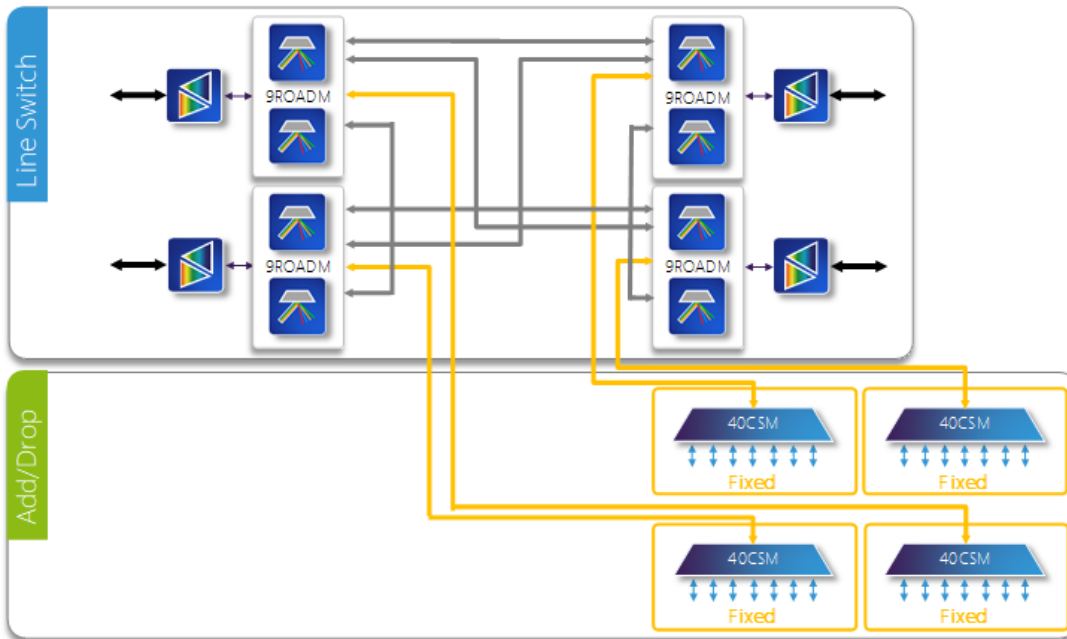 Line Switch
9ROADM
9ROADM
9ROADM
9ROADM
Add/Drop
40CSM
40CSM
Fixed
Fixed
40CSM
40CSM
Fixed
Fixed